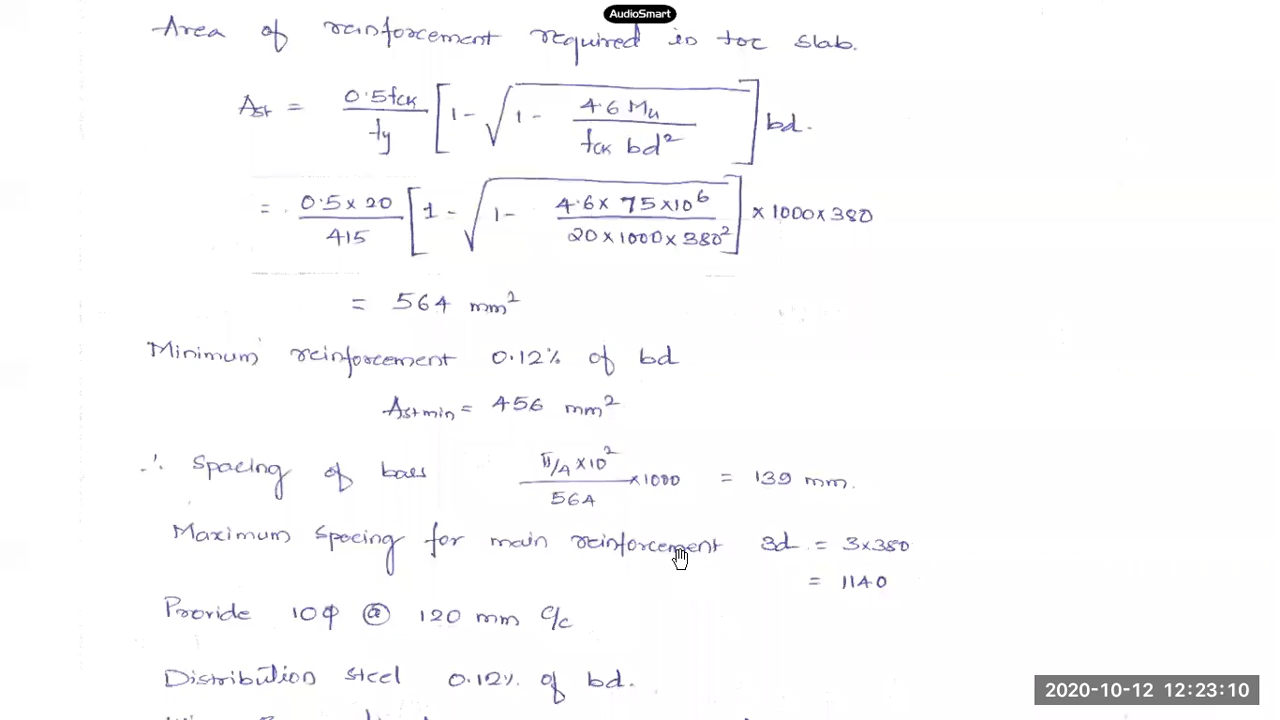 AudioSmart
Area of reinforcement required in toe slab.
Ast = 0.5fck/fy [1 - √(1 - 4.6 Mu / fck bd²)] bd.
= 0.5 x 20 / 415 [1 - √(1 - 4.6 x 75 x 10⁶ / 20 x 1000 x 380²)] x 1000 x 380
= 564 mm²
Minimum reinforcement 0.12% of bd
Astmin = 456 mm²
∴ Spacing of bars π/4 x 10² / 564 x 1000 = 139 mm.
Maximum spacing for main reinforcement 3d = 3x380
= 1140
Provide 10φ @ 120 mm c/c
Distribution steel 0.12% of bd.
2020-10-12 12:23:10